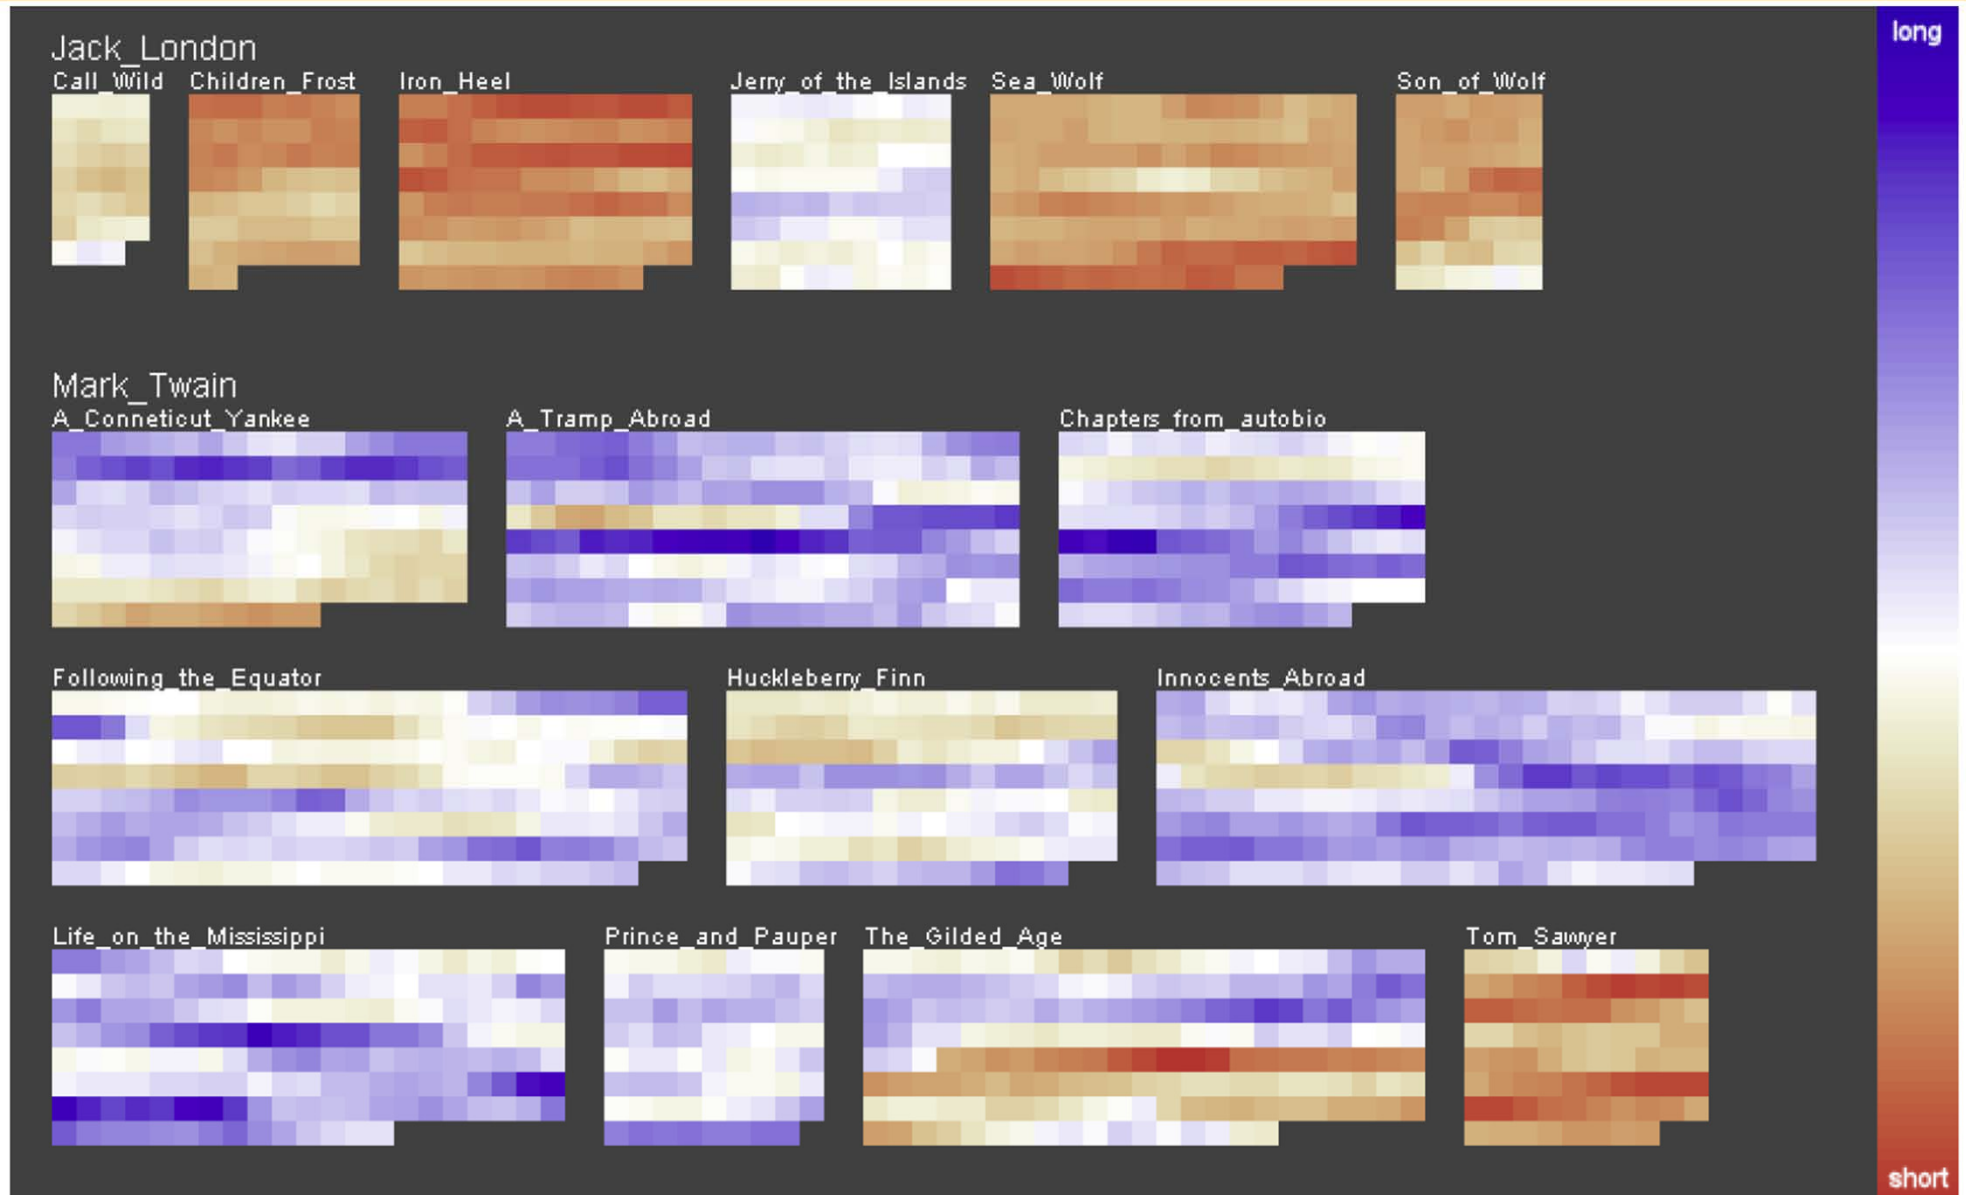 long
Jack_London
Call_Wild Children_Frost Iron_Heel Jerry_of_the_Islands Sea_Wolf Son_of_Wolf
Mark_Twain
A_Conneticut_Yankee A_Tramp_Abroad Chapters_from_autobio
Following_the_Equator Huckleberry_Finn Innocents_Abroad
Life_on_the_Mississippi Prince_and_Pauper The_Gilded_Age Tom_Sawyer
short